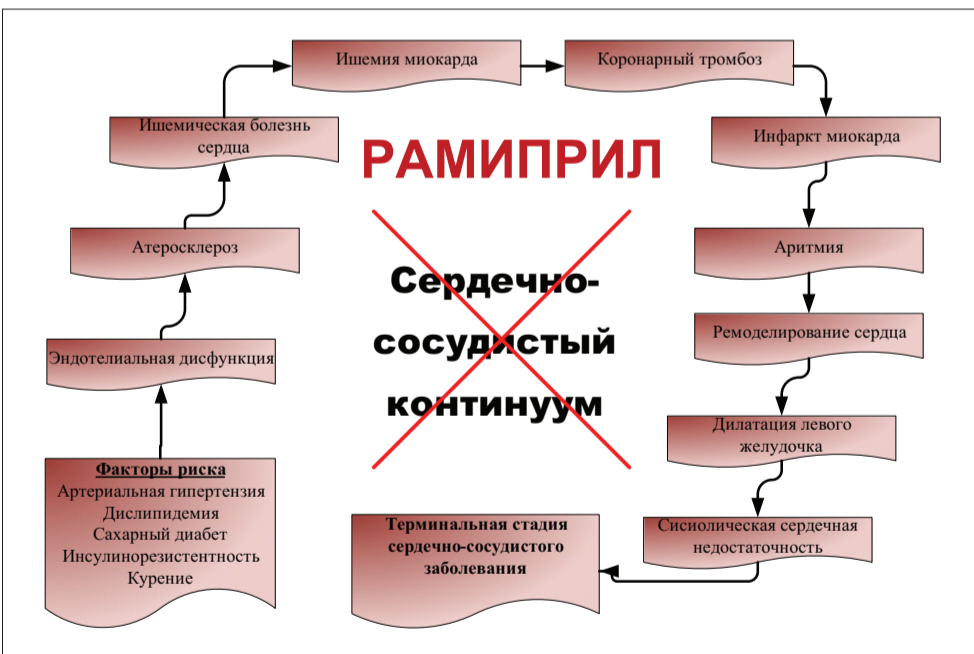 Ишемия миокарда
Коронарный тромбоз
Ишемическая болезнь
сердца
Инфаркт миокарда
РАМИПРИЛ
Атеросклероз
Аритмия
Сердечно-
сосудистый
континуум
Ремоделирование сердца
Эндотелиальная дисфункция
Дилатация левого
желудочка
Факторы риска
Артериальная гипертензия
Дислипидемия
Сахарный диабет
Инсулинорезистентность
Курение
Сисиолическая сердечная
недостаточность
Терминальная стадия
сердечно-сосудистого
заболевания